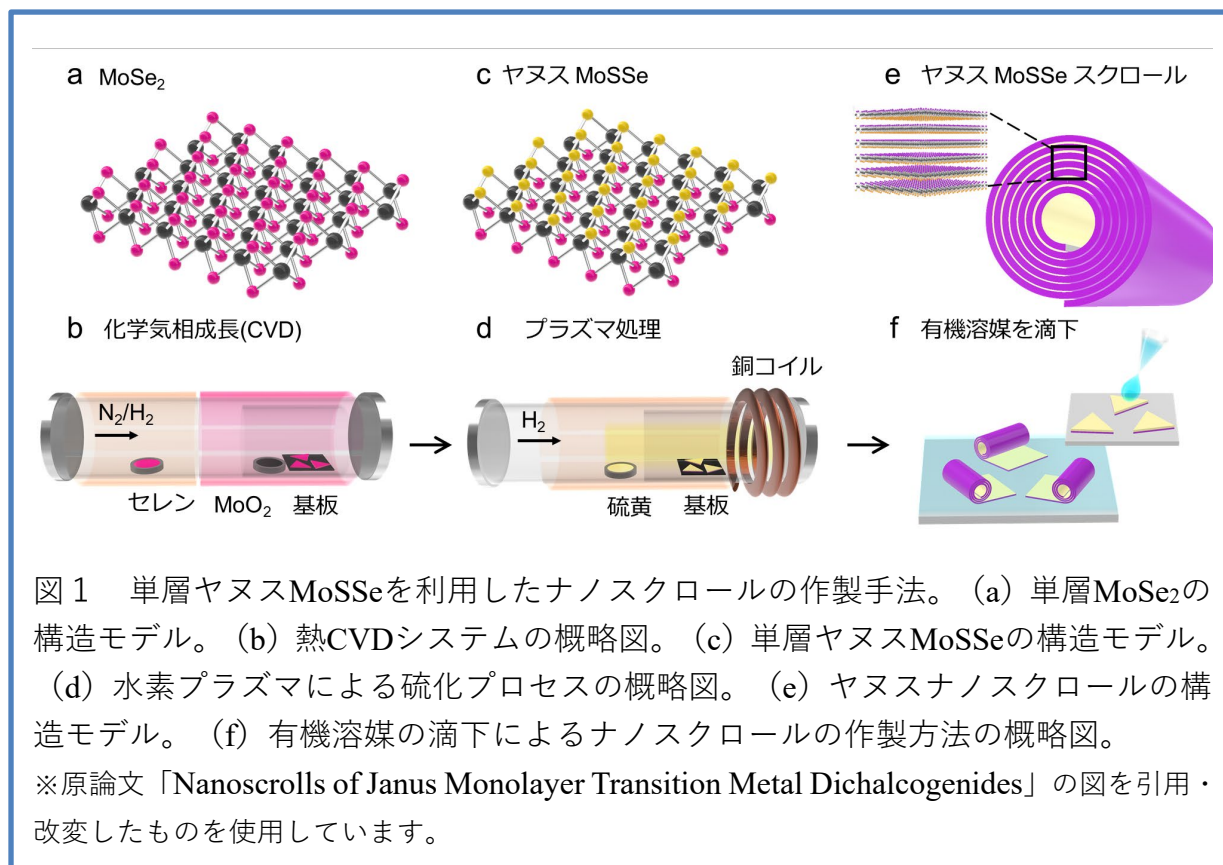 a MoSe₂
c ヤヌス MoSSe
e ヤヌス MoSSe スクロール
b 化学気相成長(CVD)
d プラズマ処理
f 有機溶媒を滴下
銅コイル
N₂/H₂
H₂
セレン MoO₂ 基板
硫黄 基板
図１ 単層ヤヌスMoSSeを利用したナノスクロールの作製手法。（a）単層MoSe₂の
構造モデル。（b）熱CVDシステムの概略図。（c）単層ヤヌスMoSSeの構造モデル。
（d）水素プラズマによる硫化プロセスの概略図。（e）ヤヌスナノスクロールの構
造モデル。（f）有機溶媒の滴下によるナノスクロールの作製方法の概略図。
※原論文「Nanoscrolls of Janus Monolayer Transition Metal Dichalcogenides」の図を引用・
改変したものを使用しています。